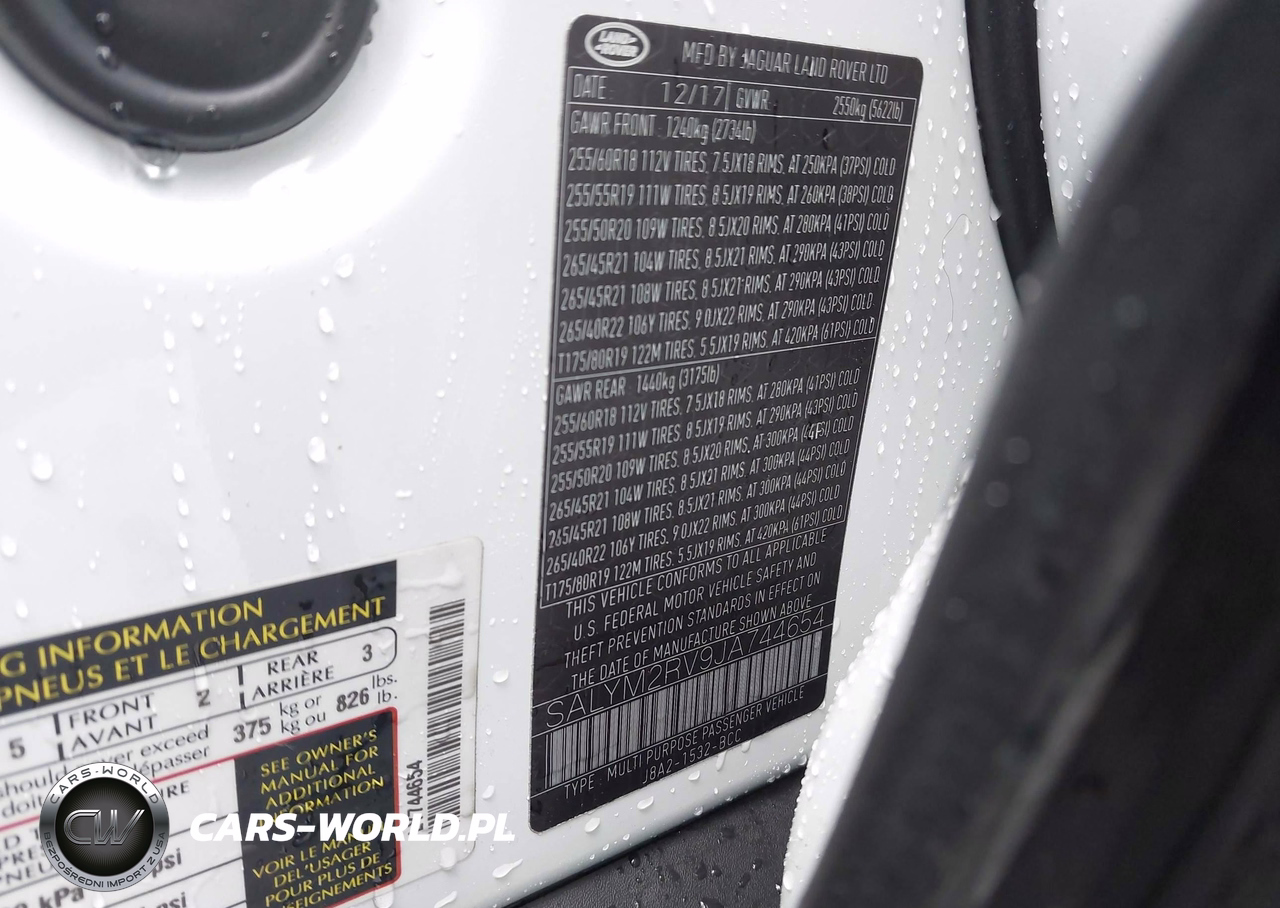 LAND-
-ROVER
MFD BY JAGUAR LAND ROVER LTD
DATE : 12/17 GVWR 2550kg (5622lb)
GAWR FRONT 1240kg (2734lb)
255/60R18 112V TIRES, 7 5JX18 RIMS, AT 250KPA (37PSI) COLD
255/55R19 111W TIRES, 8 5JX19 RIMS, AT 260KPA (38PSI) COLD
255/50R20 109W TIRES, 8 5JX20 RIMS, AT 280KPA (41PSI) COLD
265/45R21 104W TIRES, 8 5JX21 RIMS, AT 290KPA (43PSI) COLD
265/45R21 108W TIRES, 8 5JX21 RIMS, AT 290KPA (43PSI) COLD
265/40R22 106Y TIRES, 9 0JX22 RIMS, AT 290KPA (43PSI) COLD
T175/80R19 122M TIRES, 5 5JX19 RIMS, AT 420KPA (61PSI) COLD
GAWR REAR 1440kg (3175lb)
255/60R18 112V TIRES, 7 5JX18 RIMS, AT 280KPA (41PSI) COLD
255/55R19 111W TIRES, 8 5JX19 RIMS, AT 290KPA (43PSI) COLD
255/50R20 109W TIRES, 8 5JX20 RIMS, AT 300KPA (44PSI) COLD
265/45R21 104W TIRES, 8 5JX21 RIMS, AT 300KPA (44PSI) COLD
265/45R21 108W TIRES, 8 5JX21 RIMS, AT 300KPA (44PSI) COLD
265/40R22 106Y TIRES, 9 0JX22 RIMS, AT 300KPA (44PSI) COLD
T175/80R19 122M TIRES, 5 5JX19 RIMS, AT 420KPA (61PSI) COLD
THIS VEHICLE CONFORMS TO ALL APPLICABLE
U.S. FEDERAL MOTOR VEHICLE SAFETY AND
THEFT PREVENTION STANDARDS IN EFFECT ON
THE DATE OF MANUFACTURE SHOWN ABOVE
SALYM2RV9JA744654
TYPE : MULTI PURPOSE PASSENGER VEHICLE
J8A2-1532-BCC
G INFORMATION
PNEUS ET LE CHARGEMENT
5 FRONT 2 REAR 3
AVANT ARRIÈRE
should exceed 375 kg or 826 lbs.
doit dépasser kg ou lb.
SEE OWNER'S
MANUAL FOR
ADDITIONAL
INFORMATION
VOIR LE
DE L'USAGER
POUR PLUS DE
744654
psi
kPa psi
CARS-WORLD
CW
BEZPOŚREDNI IMPORT Z USA
CARS-WORLD.PL